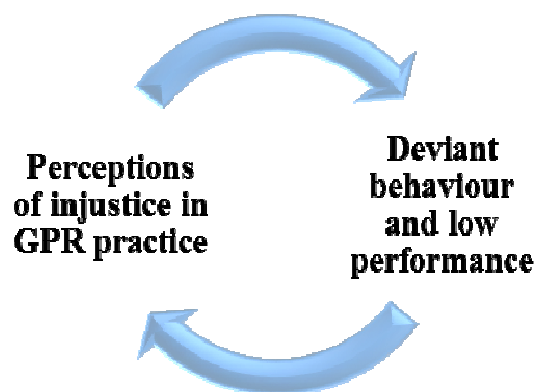 Perceptions
of injustice in
GPR practice
Deviant
behaviour
and low
performance